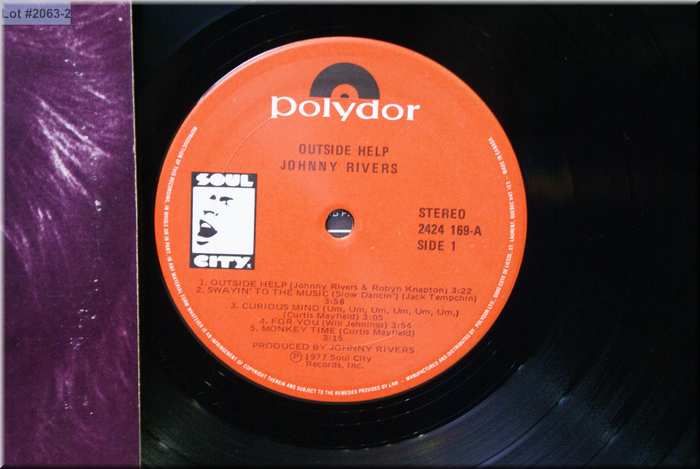 Lot #2063-2
polydor
OUTSIDE HELP
JOHNNY RIVERS
SOUL
CITY
STEREO
2424 169-A
SIDE 1
1. OUTSIDE HELP (Johnny Rivers & Robyn Knapton) 3:22
2. SWAYIN' TO THE MUSIC (Slow Dancin') (Jack Tempchin)
3:58
3. CURIOUS MIND (Um, Um, Um, Um, Um, Um,)
(Curtis Mayfield) 3:05
4. FOR YOU (Will Jennings) 3:54
5. MONKEY TIME (Curtis Mayfield)
3:15
PRODUCED BY JOHNNY RIVERS
Ⓟ 1977 Soul City
Records, Inc.